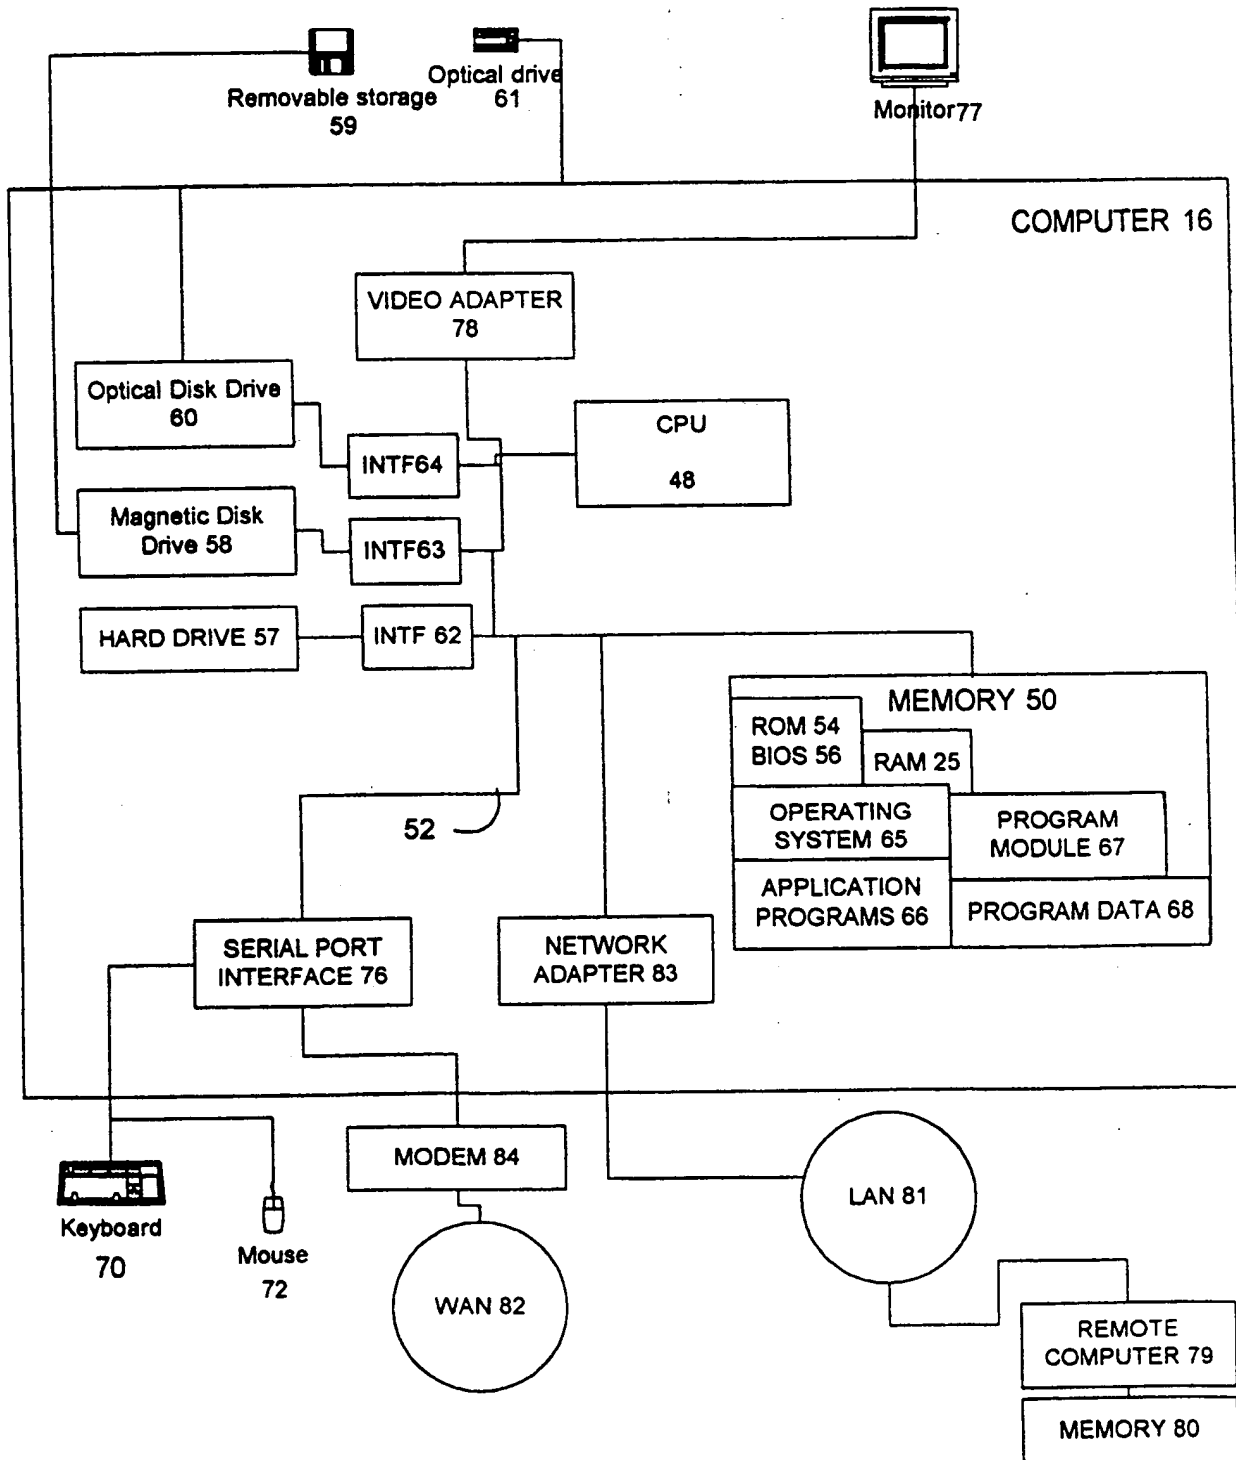 Removable storage
59
Optical drive
61
Monitor77
COMPUTER 16
VIDEO ADAPTER
78
Optical Disk Drive
60
CPU
48
INTF64
Magnetic Disk
Drive 58
INTF63
HARD DRIVE 57
INTF 62
MEMORY 50
ROM 54
BIOS 56
RAM 25
OPERATING
SYSTEM 65
PROGRAM
MODULE 67
APPLICATION
PROGRAMS 66
PROGRAM DATA 68
52
SERIAL PORT
INTERFACE 76
NETWORK
ADAPTER 83
MODEM 84
LAN 81
Keyboard
70
Mouse
72
WAN 82
REMOTE
COMPUTER 79
MEMORY 80